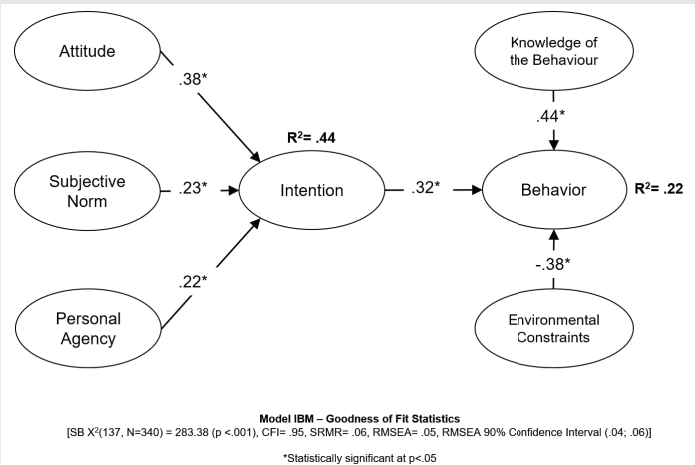 Attitude
Knowledge of
the Behaviour
.38*
.44*
R²= .44
Subjective
Norm
.23*
Intention
.32*
Behavior
R²= .22
.22*
-.38*
Personal
Agency
Environmental
Constraints
Model IBM – Goodness of Fit Statistics
[SB X²(137, N=340) = 283.38 (p <.001), CFI= .95, SRMR= .06, RMSEA= .05, RMSEA 90% Confidence Interval (.04; .06)]
*Statistically significant at p<.05